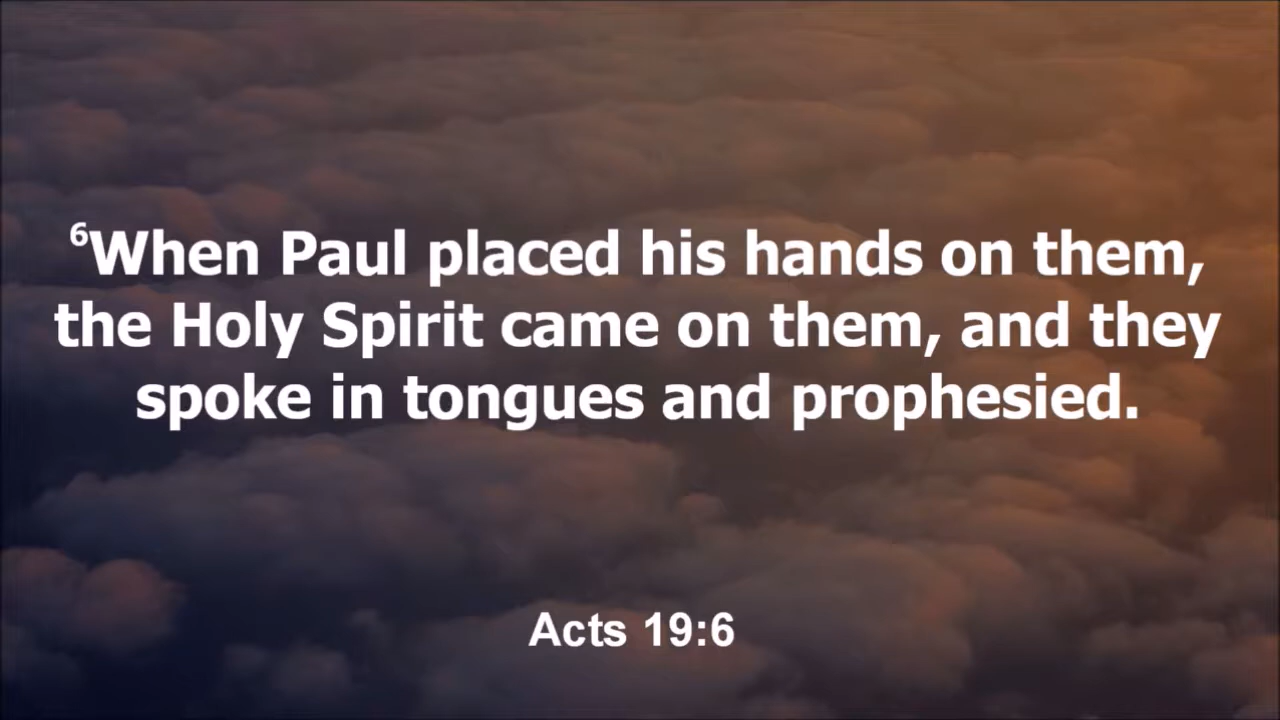 ⁶When Paul placed his hands on them,
the Holy Spirit came on them, and they
spoke in tongues and prophesied.
Acts 19:6